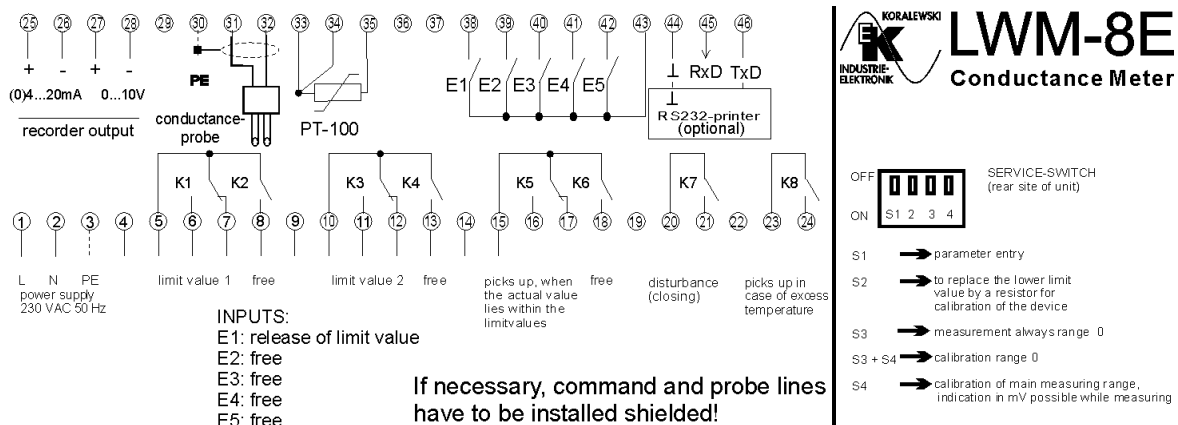 25 26 27 28 29 30 31 32 33 34 35 36 37 38 39 40 41 42 43 44 45 46
+ - + -
(0)4...20mA 0...10V
recorder output
PE
conductance-
probe
PT-100
E1 E2 E3 E4 E5
⊥ RxD TxD
⊥
RS232-printer
(optional)
K1 K2 K3 K4 K5 K6 K7 K8
1 2 3 4 5 6 7 8 9 10 11 12 13 14 15 16 17 18 19 20 21 22 23 24
L N PE
power supply
230 VAC 50 Hz
limit value 1 free
limit value 2 free
picks up, when
the actual value
lies within the
limitvalues
free
disturbance
(closing)
picks up in
case of excess
temperature
INPUTS:
E1: release of limit value
E2: free
E3: free
E4: free
E5: free
If necessary, command and probe lines
have to be installed shielded!
KORALEWSKI
EK
INDUSTRIE-
ELEKTRONIK
LWM-8E
Conductance Meter
OFF
ON
S1 2 3 4
SERVICE-SWITCH
(rear site of unit)
S1 parameter entry
S2 to replace the lower limit
value by a resistor for
calibration of the device
S3 measurement always range 0
S3 + S4 calibration range 0
S4 calibration of main measuring range,
indication in mV possible while measuring